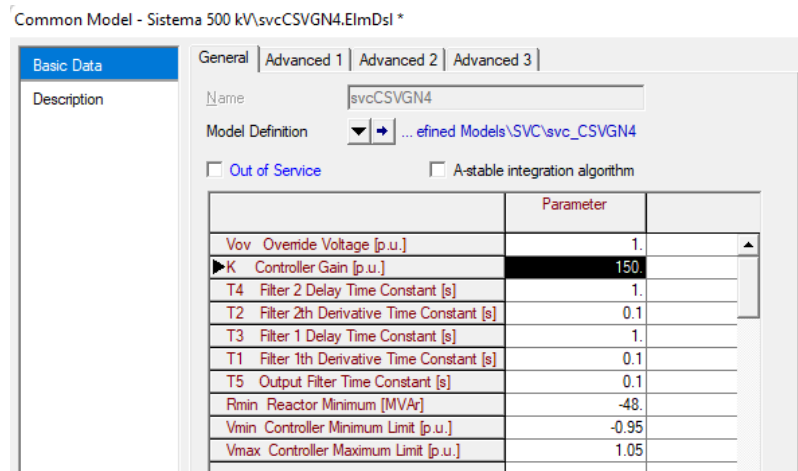 Common Model - Sistema 500 kV\svcCSVGN4.ElmDsl *
Basic Data
Description
General Advanced 1 Advanced 2 Advanced 3
Name svcCSVGN4
Model Definition ... efined Models\SVC\svc_CSVGN4
Out of Service A-stable integration algorithm
Parameter
Vov Override Voltage [p.u.] 1.
K Controller Gain [p.u.] 150.
T4 Filter 2 Delay Time Constant [s] 1.
T2 Filter 2th Derivative Time Constant [s] 0.1
T3 Filter 1 Delay Time Constant [s] 1.
T1 Filter 1th Derivative Time Constant [s] 0.1
T5 Output Filter Time Constant [s] 0.1
Rmin Reactor Minimum [MVAr] -48.
Vmin Controller Minimum Limit [p.u.] -0.95
Vmax Controller Maximum Limit [p.u.] 1.05